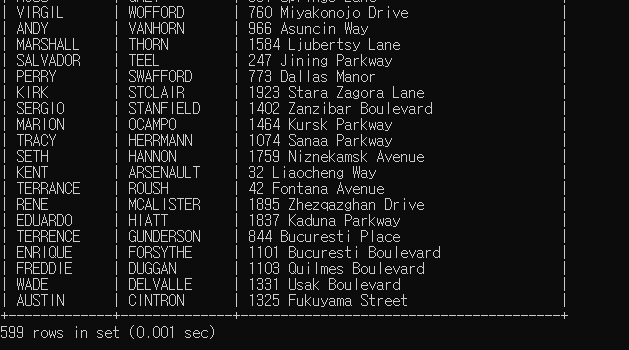 | VIRGIL | WOFFORD | 760 Miyakonojo Drive |
| ANDY | VANHORN | 966 Asuncin Way |
| MARSHALL | THORN | 1584 Ljubertsy Lane |
| SALVADOR | TEEL | 247 Jining Parkway |
| PERRY | SWAFFORD | 773 Dallas Manor |
| KIRK | STCLAIR | 1923 Stara Zagora Lane |
| SERGIO | STANFIELD | 1402 Zanzibar Boulevard |
| MARION | OCAMPO | 1464 Kursk Parkway |
| TRACY | HERRMANN | 1074 Sanaa Parkway |
| SETH | HANNON | 1759 Niznekamsk Avenue |
| KENT | ARSENAULT | 32 Liaocheng Way |
| TERRANCE | ROUSH | 42 Fontana Avenue |
| RENE | MCALISTER | 1895 Zhezqazghan Drive |
| EDUARDO | HIATT | 1837 Kaduna Parkway |
| TERRENCE | GUNDERSON | 844 Bucuresti Place |
| ENRIQUE | FORSYTHE | 1101 Bucuresti Boulevard |
| FREDDIE | DUGGAN | 1103 Quilmes Boulevard |
| WADE | DELVALLE | 1331 Usak Boulevard |
| AUSTIN | CINTRON | 1325 Fukuyama Street |
599 rows in set (0.001 sec)